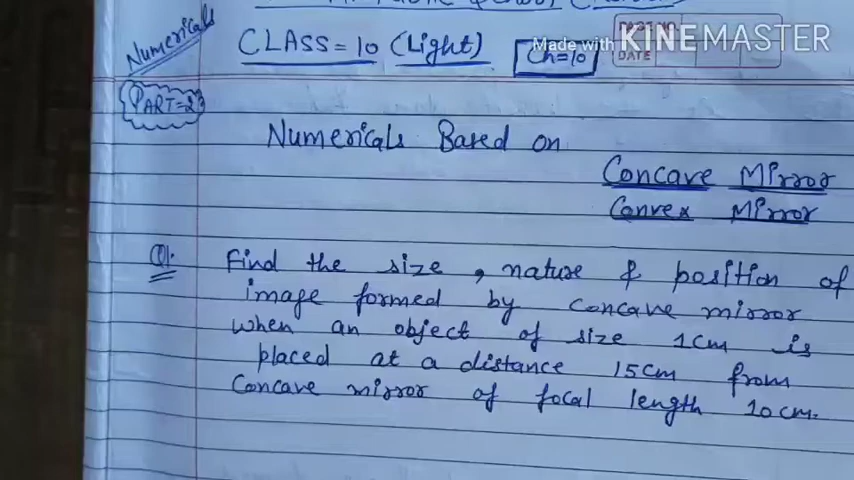 Numericals
CLASS = 10 (Light)
Ch=10
Made with KINEMASTER
DATE
PART=2
Numericals Based on
Concave Mirror
Convex Mirror
Q1. Find the size, nature & position of
image formed by concave mirror
when an object of size 1cm is
placed at a distance 15cm from
Concave mirror of focal length 10cm.